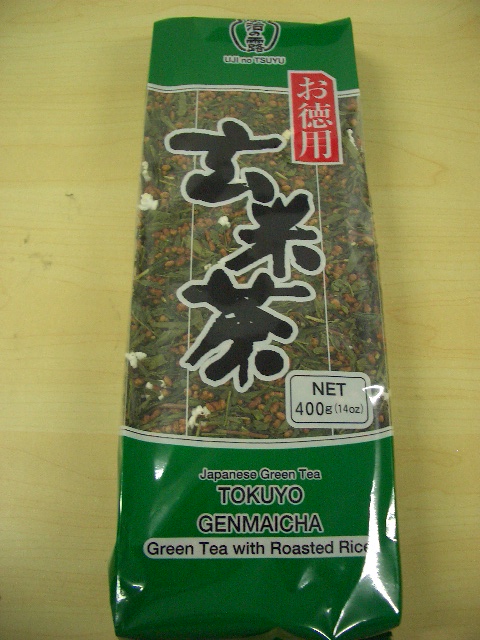 宇治の露
UJI no TSUYU
お徳用
玄米茶
NET
400g(14oz)
Japanese Green Tea
TOKUYO
GENMAICHA
Green Tea with Roasted Rice